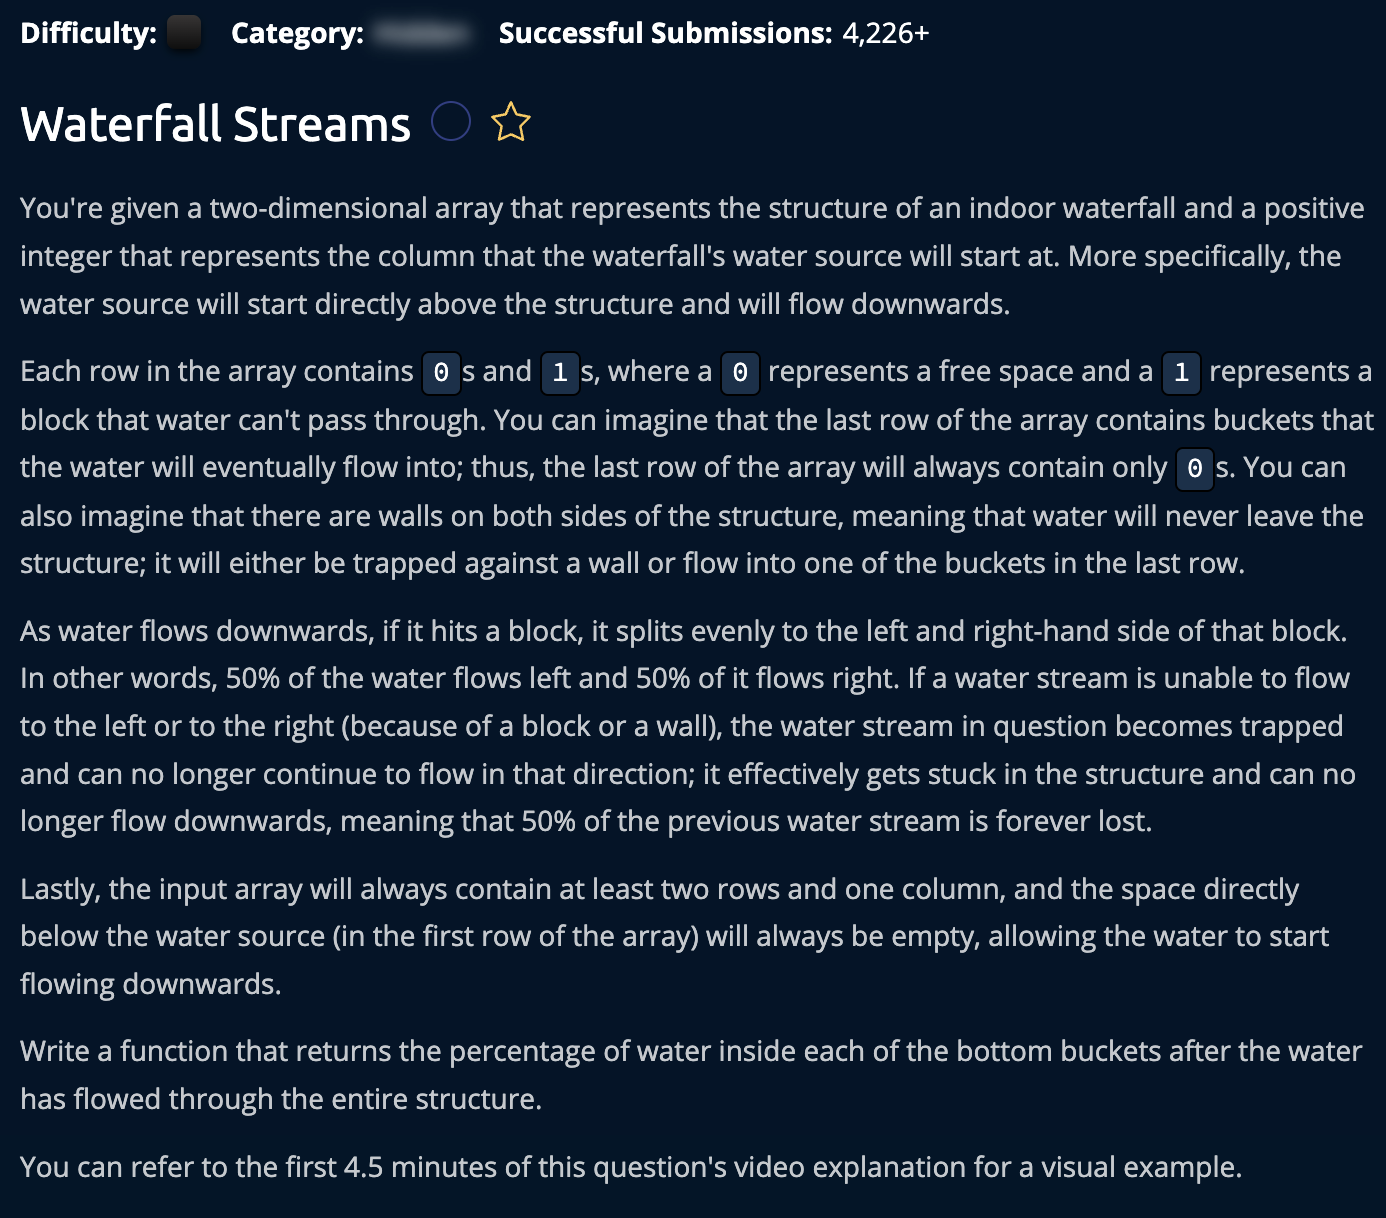 Difficulty: Category: Successful Submissions: 4,226+
Waterfall Streams
You're given a two-dimensional array that represents the structure of an indoor waterfall and a positive
integer that represents the column that the waterfall's water source will start at. More specifically, the
water source will start directly above the structure and will flow downwards.
Each row in the array contains 0 s and 1 s, where a 0 represents a free space and a 1 represents a
block that water can't pass through. You can imagine that the last row of the array contains buckets that
the water will eventually flow into; thus, the last row of the array will always contain only 0 s. You can
also imagine that there are walls on both sides of the structure, meaning that water will never leave the
structure; it will either be trapped against a wall or flow into one of the buckets in the last row.
As water flows downwards, if it hits a block, it splits evenly to the left and right-hand side of that block.
In other words, 50% of the water flows left and 50% of it flows right. If a water stream is unable to flow
to the left or to the right (because of a block or a wall), the water stream in question becomes trapped
and can no longer continue to flow in that direction; it effectively gets stuck in the structure and can no
longer flow downwards, meaning that 50% of the previous water stream is forever lost.
Lastly, the input array will always contain at least two rows and one column, and the space directly
below the water source (in the first row of the array) will always be empty, allowing the water to start
flowing downwards.
Write a function that returns the percentage of water inside each of the bottom buckets after the water
has flowed through the entire structure.
You can refer to the first 4.5 minutes of this question's video explanation for a visual example.